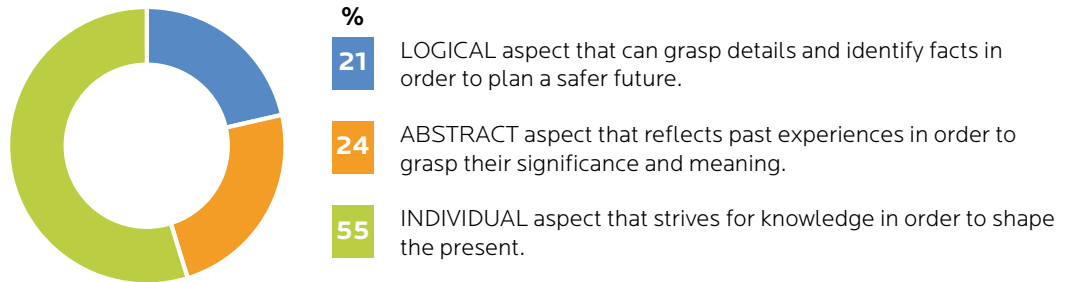 %
21
LOGICAL aspect that can grasp details and identify facts in
order to plan a safer future.
24
ABSTRACT aspect that reflects past experiences in order to
grasp their significance and meaning.
55
INDIVIDUAL aspect that strives for knowledge in order to shape
the present.